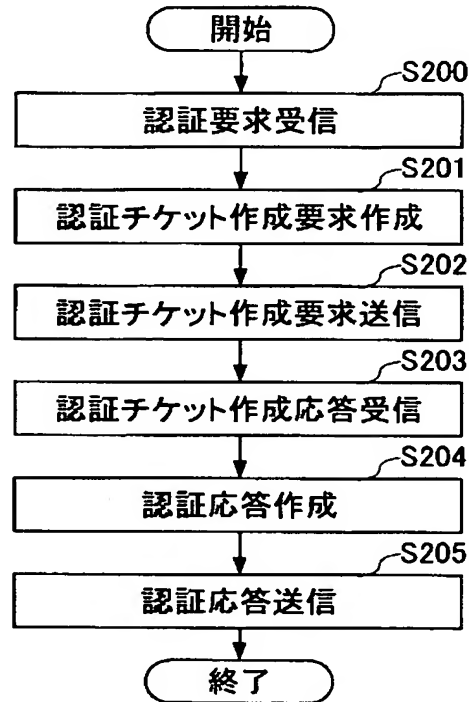 開始
S200
認証要求受信
S201
認証チケット作成要求作成
S202
認証チケット作成要求送信
S203
認証チケット作成応答受信
S204
認証応答作成
S205
認証応答送信
終了